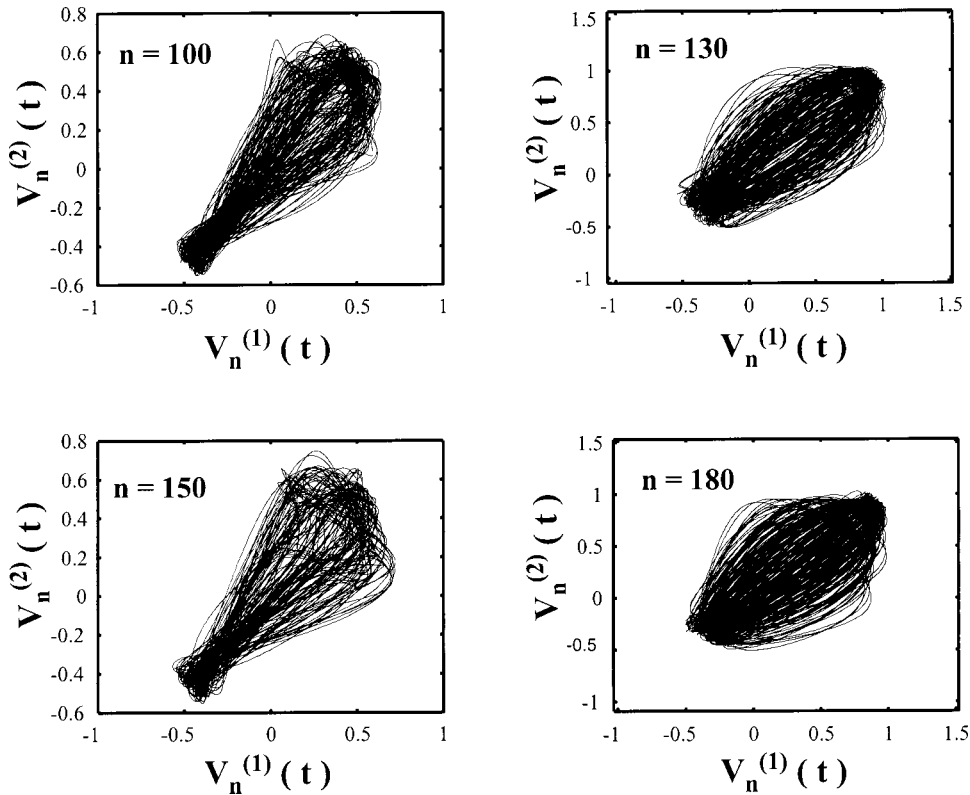 n = 100
0.8
0.6
0.4
0.2
0
-0.2
-0.4
-0.6
-1 -0.5 0 0.5 1
V_n^(2) ( t )
V_n^(1) ( t )
n = 130
1.5
1
0.5
0
-0.5
-1
-1 -0.5 0 0.5 1 1.5
V_n^(2) ( t )
V_n^(1) ( t )
n = 150
0.8
0.6
0.4
0.2
0
-0.2
-0.4
-0.6
-1 -0.5 0 0.5 1
V_n^(2) ( t )
V_n^(1) ( t )
n = 180
1.5
1
0.5
0
-0.5
-1
-1 -0.5 0 0.5 1 1.5
V_n^(2) ( t )
V_n^(1) ( t )